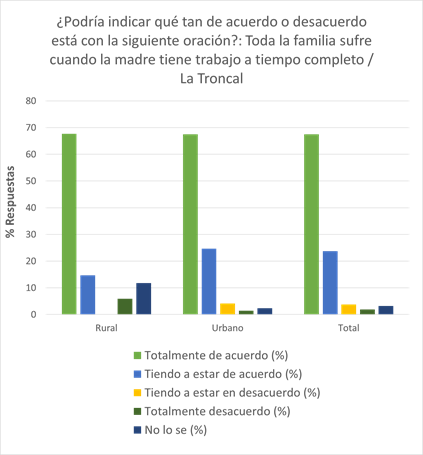 ¿Podría indicar qué tan de acuerdo o desacuerdo
está con la siguiente oración?: Toda la familia sufre
cuando la madre tiene trabajo a tiempo completo /
La Troncal
% Respuestas
80
70
60
50
40
30
20
10
0
Rural
Urbano
Total
Totalmente de acuerdo (%)
Tiendo a estar de acuerdo (%)
Tiendo a estar en desacuerdo (%)
Totalmente desacuerdo (%)
No lo se (%)